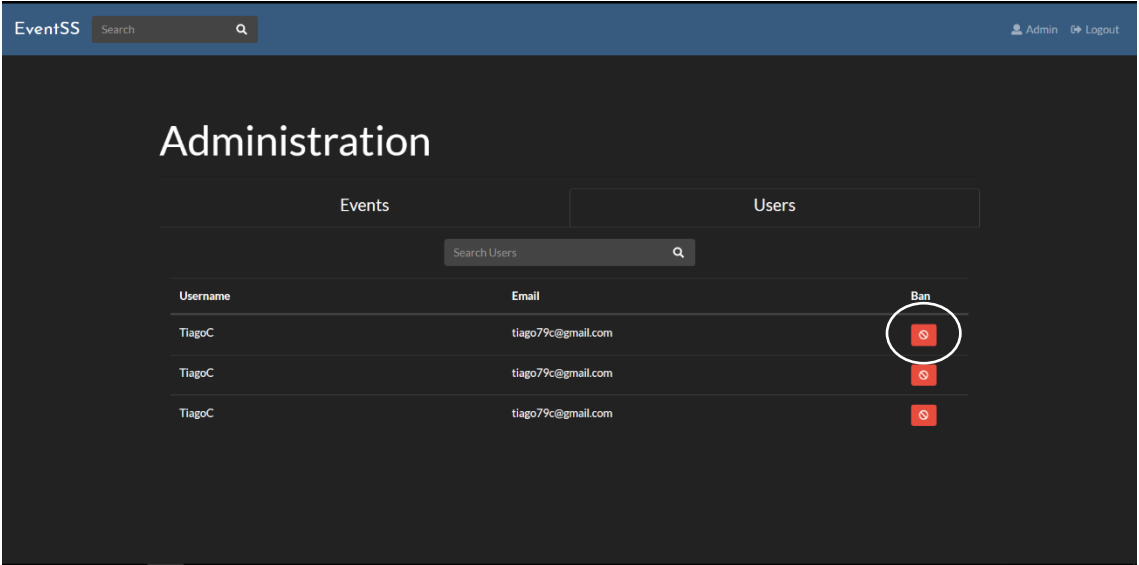 EventSS Search Admin Logout
Administration
Events Users
Search Users
Username Email Ban
TiagoC tiago79c@gmail.com
TiagoC tiago79c@gmail.com
TiagoC tiago79c@gmail.com